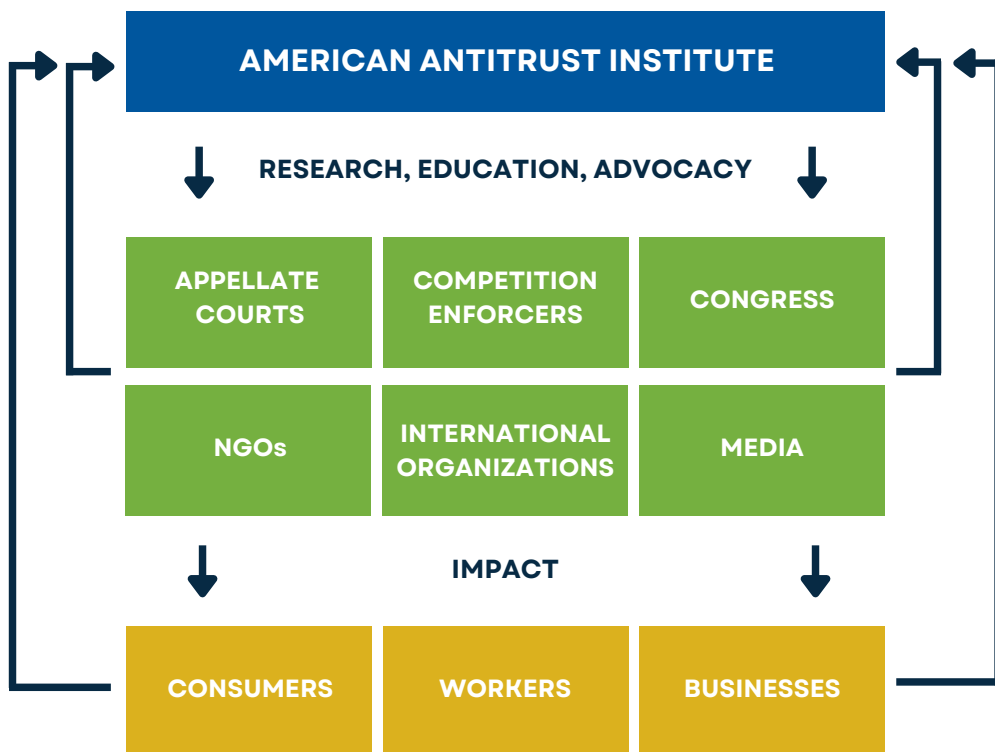 AMERICAN ANTITRUST INSTITUTE
RESEARCH, EDUCATION, ADVOCACY
APPELLATE
COURTS
COMPETITION
ENFORCERS
CONGRESS
NGOs
INTERNATIONAL
ORGANIZATIONS
MEDIA
IMPACT
CONSUMERS
WORKERS
BUSINESSES